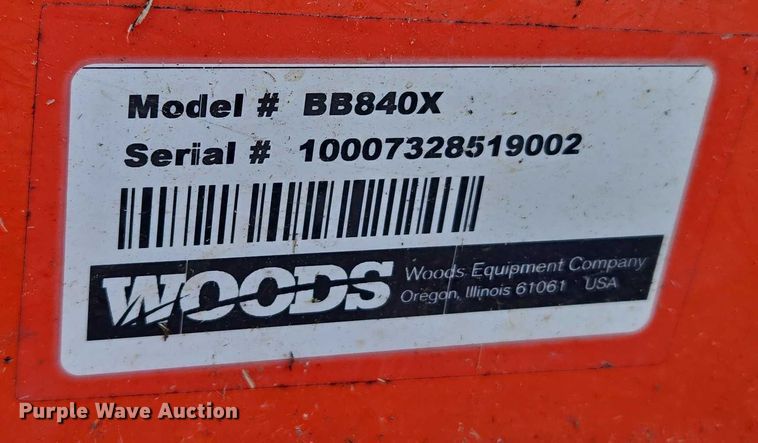 Model # BB840X
Serial # 10007328519002
WOODS
Woods Equipment Company
Oregon, Illinois 61061 USA
Purple Wave Auction